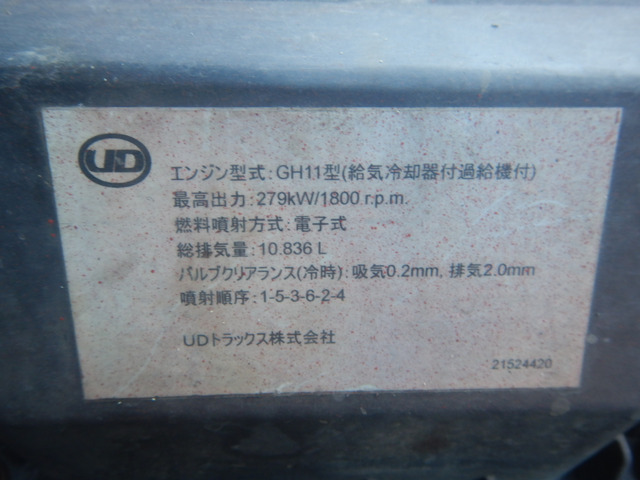 UD
エンジン型式:GH11型(給気冷却器付過給機付)
最高出力:279kW/1800 r.p.m.
燃料噴射方式:電子式
総排気量:10.836 L
バルブクリアランス(冷時):吸気0.2mm, 排気2.0mm
噴射順序:1-5-3-6-2-4
UDトラックス株式会社
21524420